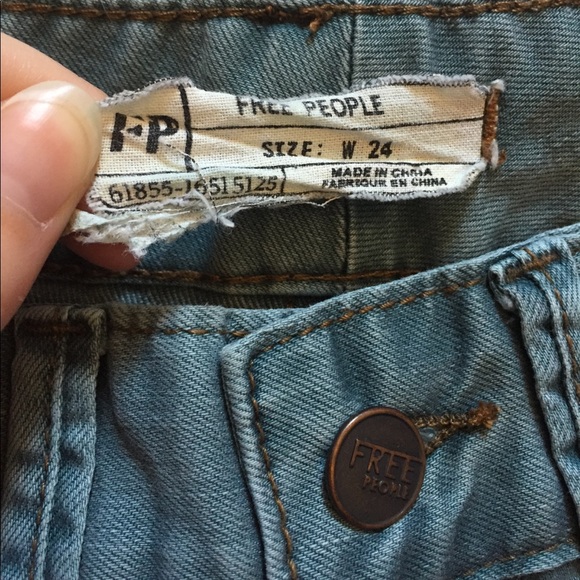 FP
FREE PEOPLE
SIZE: W 24
61855-16515125
MADE IN CHINA
FABRIQUE EN CHINA
FREE
PEOPLE